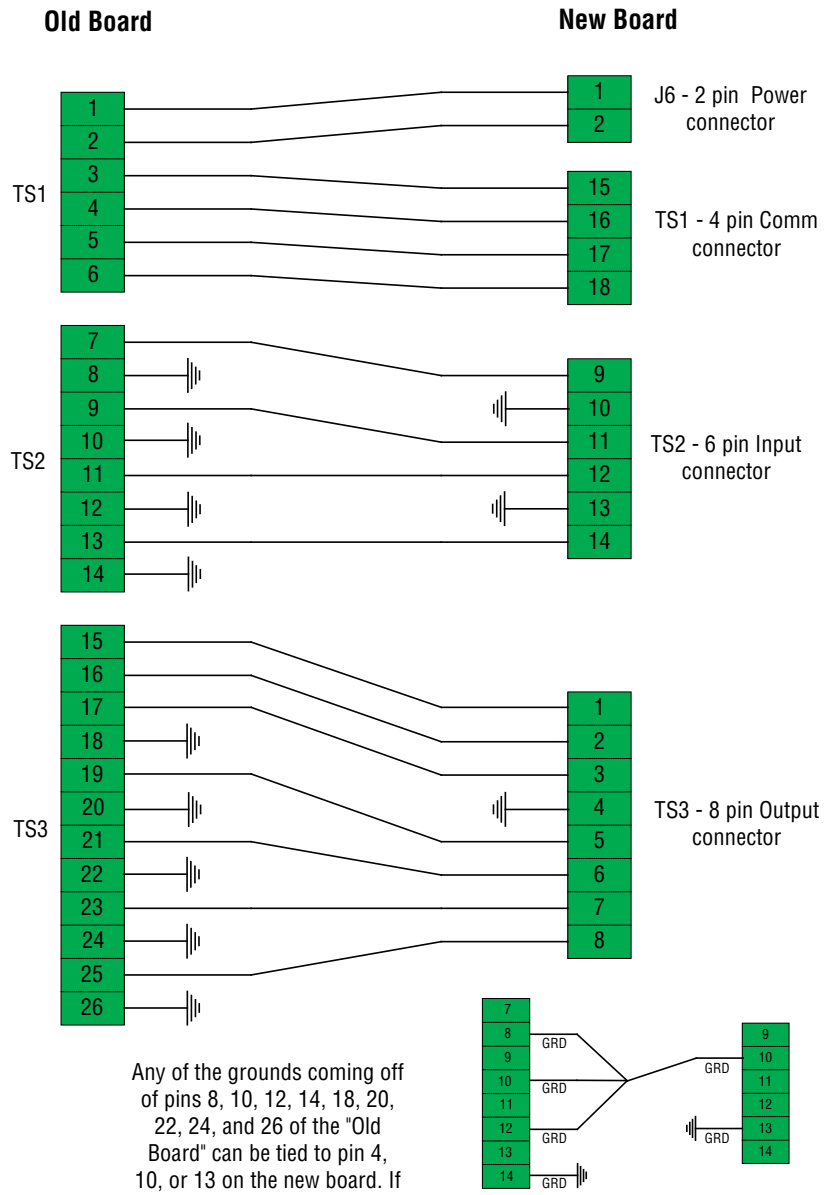 Old Board
New Board
TS1
1
2
3
4
5
6
1
2
J6 - 2 pin Power
connector
15
16
17
18
TS1 - 4 pin Comm
connector
TS2
7
8
9
10
11
12
13
14
9
10
11
12
13
14
TS2 - 6 pin Input
connector
TS3
15
16
17
18
19
20
21
22
23
24
25
26
1
2
3
4
5
6
7
8
TS3 - 8 pin Output
connector
Any of the grounds coming off
of pins 8, 10, 12, 14, 18, 20,
22, 24, and 26 of the "Old
Board" can be tied to pin 4,
10, or 13 on the new board. If
7
8
9
10
11
12
13
14
GRD
GRD
GRD
GRD
GRD
GRD
9
10
11
12
13
14